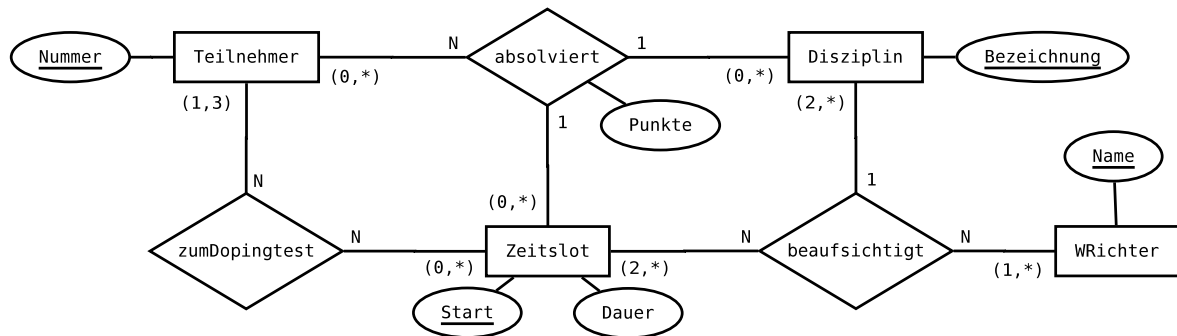 Nummer
Teilnehmer
N
absolviert
1
Disziplin
Bezeichnung
(0,*)
(0,*)
(1,3)
(2,*)
1
Punkte
Name
N
(0,*)
1
zumDopingtest
N
Zeitslot
N
beaufsichtigt
N
WRichter
(0,*)
(2,*)
(1,*)
Start
Dauer